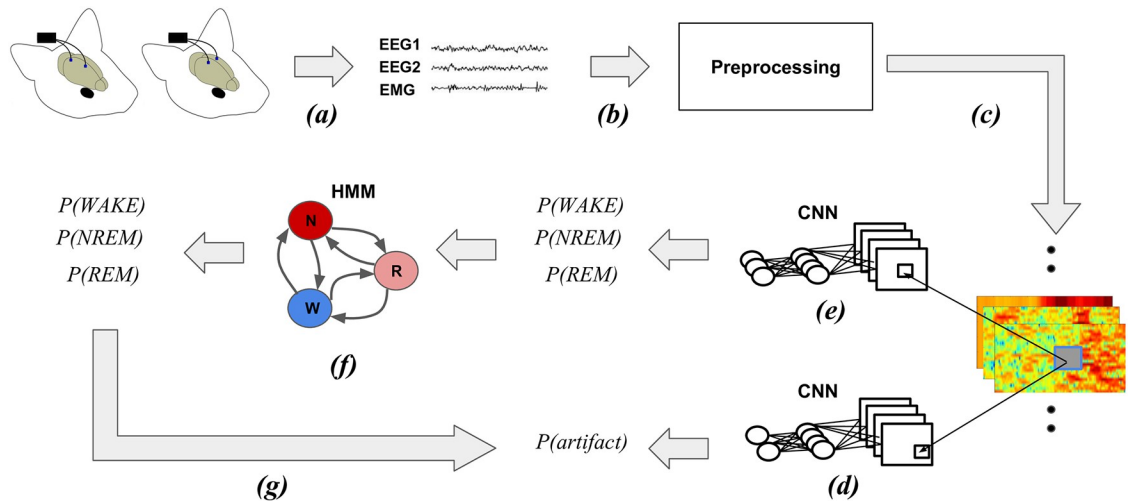 EEG1
EEG2
EMG
(a)
(b)
Preprocessing
(c)
P(WAKE)
P(NREM)
P(REM)
HMM
N
R
W
(f)
P(WAKE)
P(NREM)
P(REM)
CNN
(e)
CNN
P(artifact)
(d)
(g)